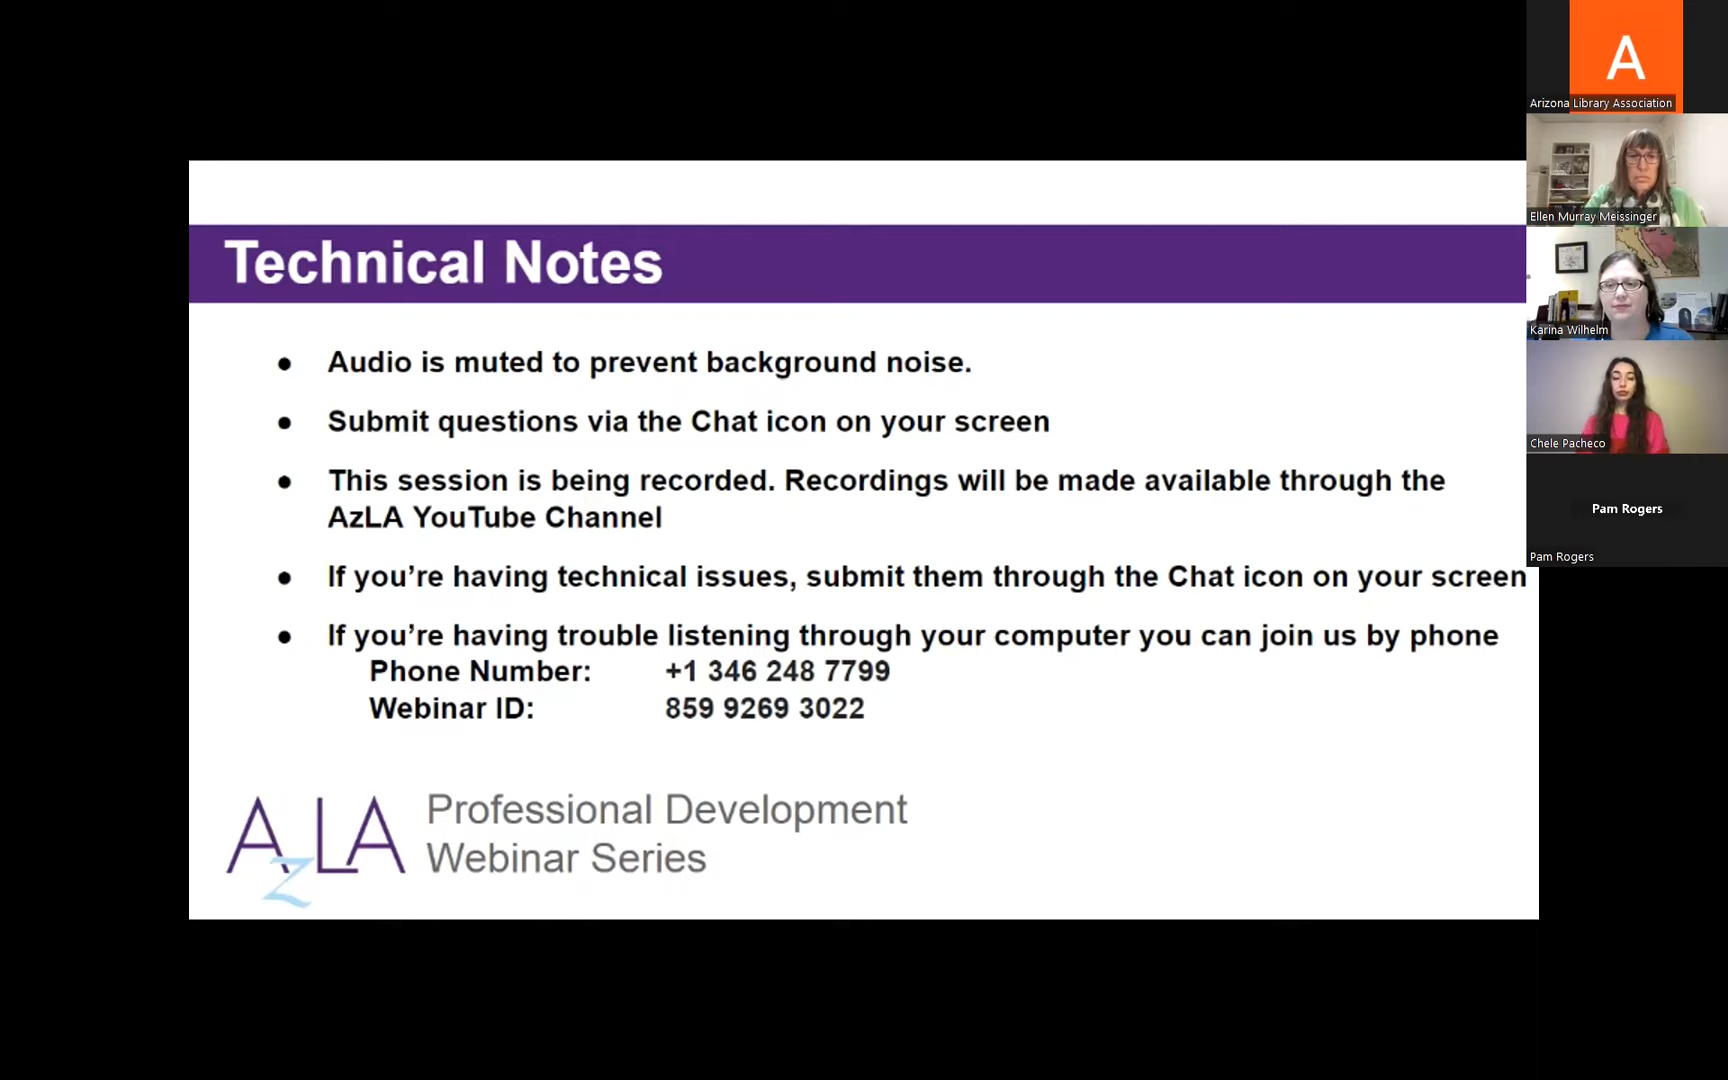 Technical Notes
● Audio is muted to prevent background noise.
● Submit questions via the Chat icon on your screen
● This session is being recorded. Recordings will be made available through the
AzLA YouTube Channel
● If you’re having technical issues, submit them through the Chat icon on your screen
● If you’re having trouble listening through your computer you can join us by phone
Phone Number: +1 346 248 7799
Webinar ID: 859 9269 3022
AzLA
Professional Development
Webinar Series
A
Arizona Library Association
Ellen Murray Meissinger
Karina Wilhelm
Chele Pacheco
Pam Rogers
Pam Rogers